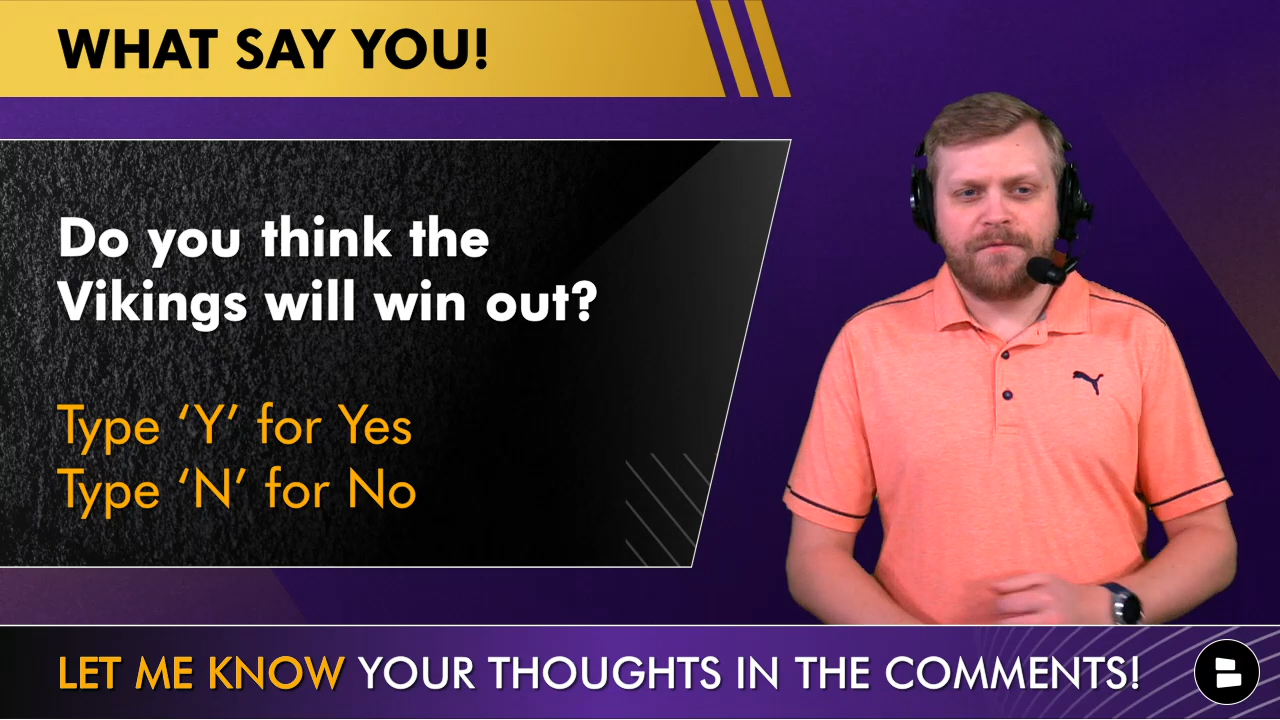 WHAT SAY YOU!
Do you think the
Vikings will win out?
Type ‘Y’ for Yes
Type ‘N’ for No
LET ME KNOW YOUR THOUGHTS IN THE COMMENTS!